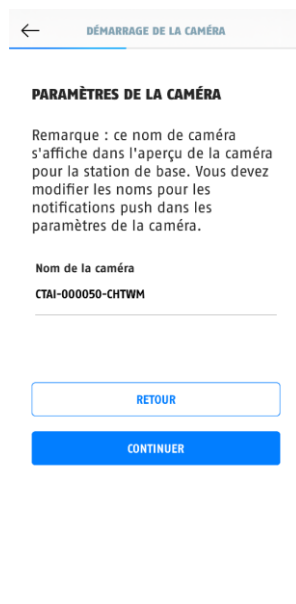 DÉMARRAGE DE LA CAMÉRA
PARAMÈTRES DE LA CAMÉRA
Remarque : ce nom de caméra
s'affiche dans l'aperçu de la caméra
pour la station de base. Vous devez
modifier les noms pour les
notifications push dans les
paramètres de la caméra.
Nom de la caméra
CTAI-000050-CHTWM
RETOUR
CONTINUER